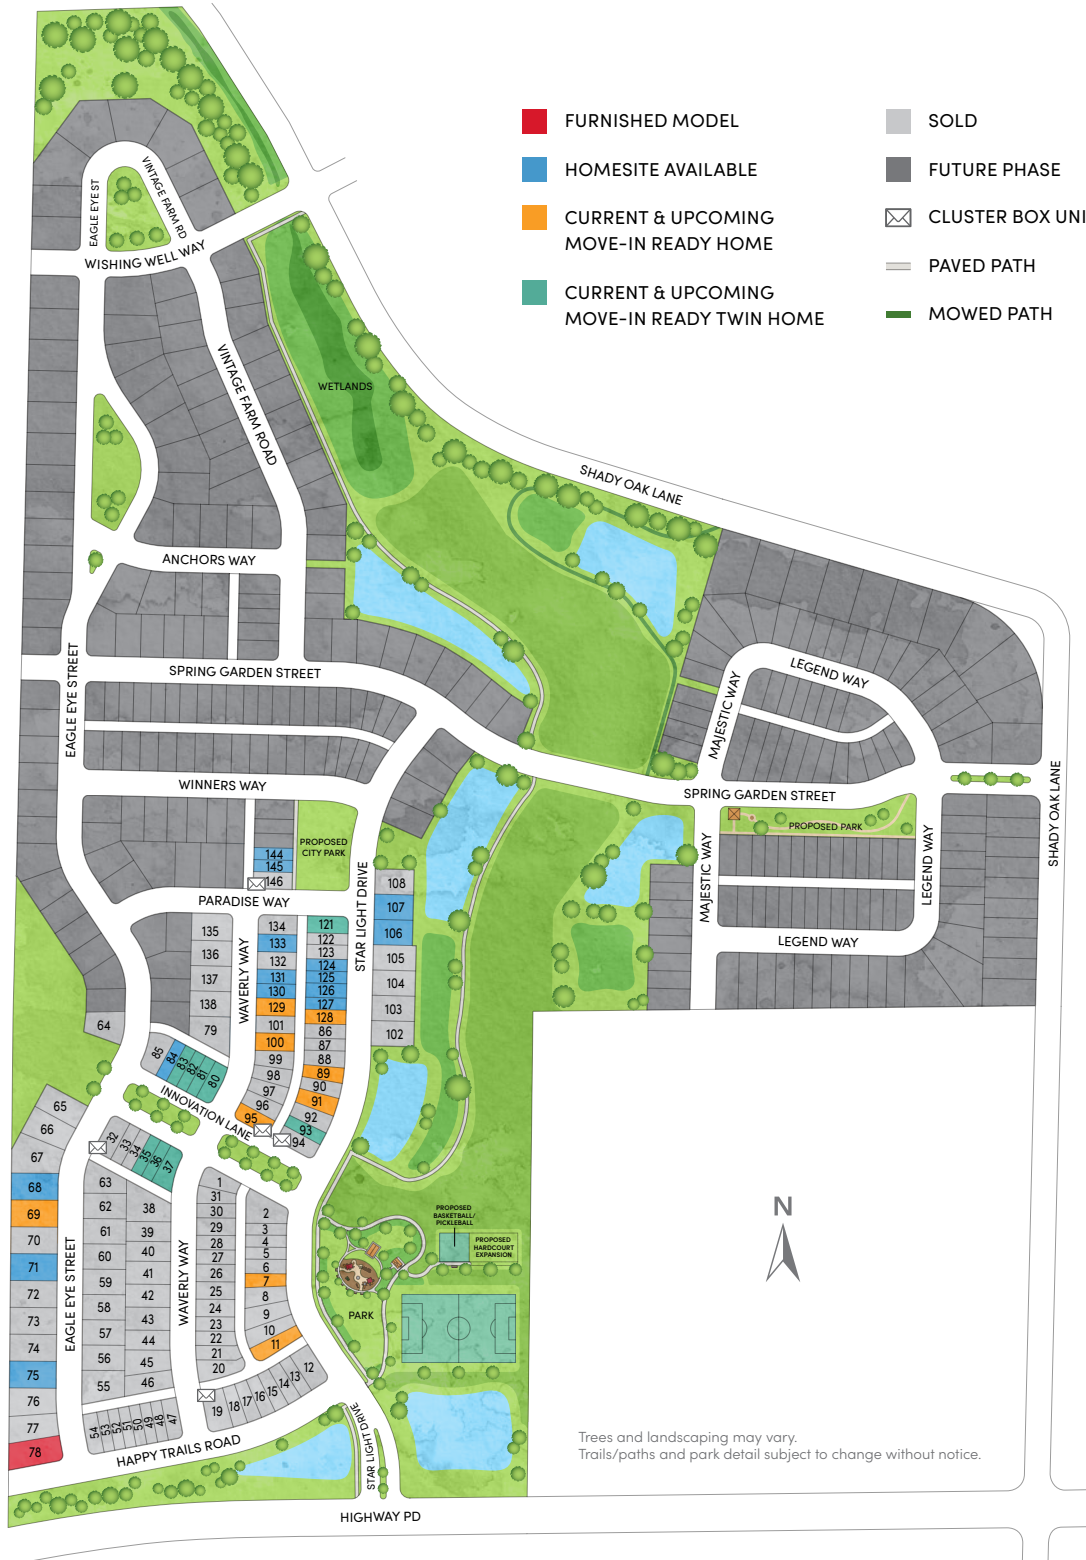 FURNISHED MODEL
HOMESITE AVAILABLE
CURRENT & UPCOMING
MOVE-IN READY HOME
CURRENT & UPCOMING
MOVE-IN READY TWIN HOME
SOLD
FUTURE PHASE
CLUSTER BOX UNI
PAVED PATH
MOWED PATH
EAGLE EYE ST
VINTAGE FARM RD
WISHING WELL WAY
VINTAGE FARM ROAD
WETLANDS
SHADY OAK LANE
ANCHORS WAY
EAGLE EYE STREET
SPRING GARDEN STREET
WINNERS WAY
MAJESTIC WAY
LEGEND WAY
SPRING GARDEN STREET
SHADY OAK LANE
PROPOSED PARK
MAJESTIC WAY
LEGEND WAY
LEGEND WAY
PROPOSED
CITY PARK
144
145
146
PARADISE WAY
STAR LIGHT DRIVE
108
107
106
105
104
103
102
135
136
137
138
79
WAVERLY WAY
134
133
132
131
130
129
101
100
99
98
97
96
95
121
122
123
124
125
126
127
128
86
87
88
89
90
91
92
93
94
64
85
84
83
82
81
80
INNOVATION LANE
65
66
67
68
69
70
71
72
73
74
75
76
77
78
32
33
34
35
36
37
EAGLE EYE STREET
63
62
61
60
59
58
57
56
55
38
39
40
41
42
43
44
45
46
WAVERLY WAY
1
31
30
29
28
27
26
25
24
23
22
21
20
2
3
4
5
6
7
8
9
10
11
54
53
52
51
50
49
48
47
19
18
17
16
15
14
13
12
HAPPY TRAILS ROAD
PROPOSED
BASKETBALL/
PICKLEBALL
PROPOSED
HARDCOURT
EXPANSION
PARK
N
STAR LIGHT DRIVE
HIGHWAY PD
Trees and landscaping may vary.
Trails/paths and park detail subject to change without notice.